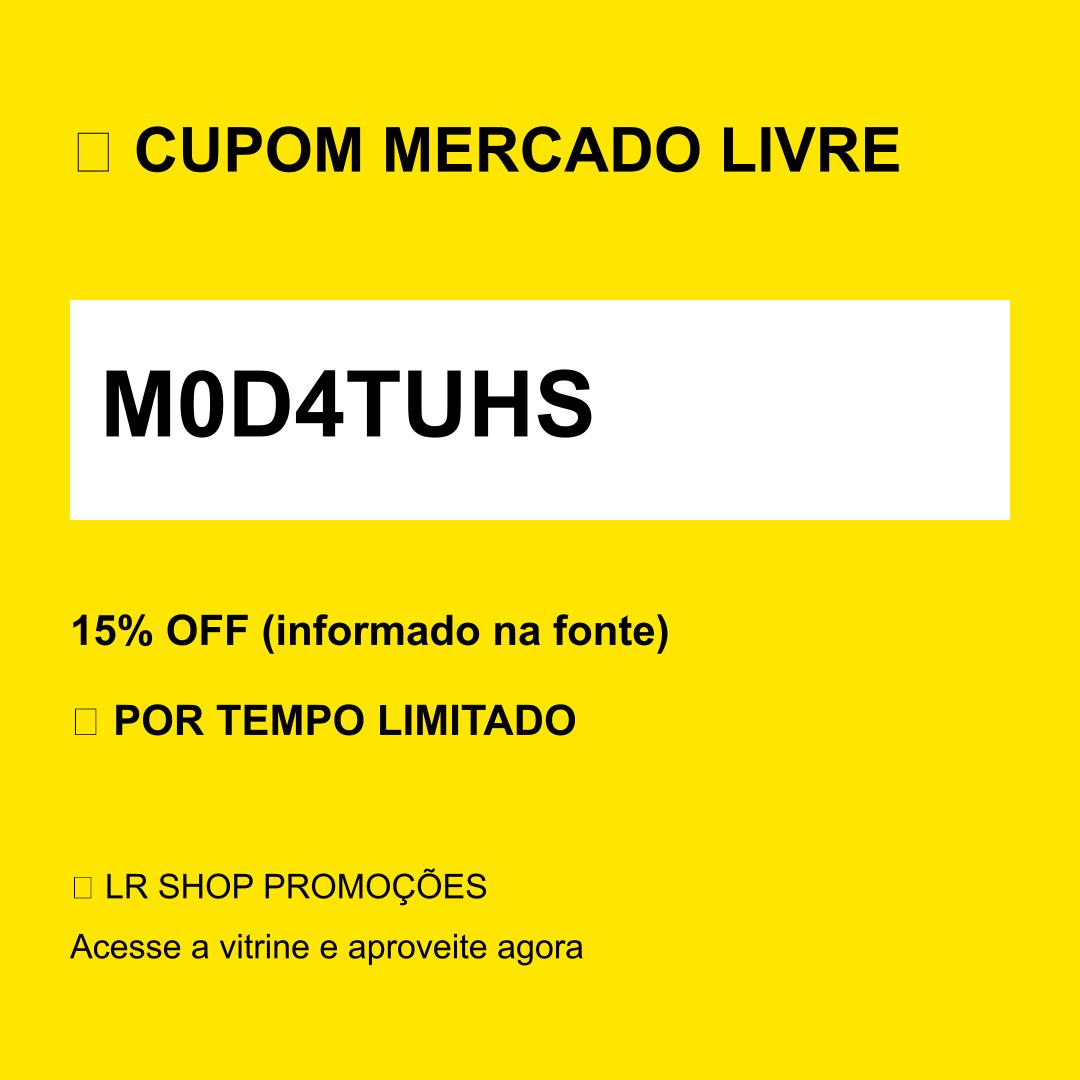 CUPOM MERCADO LIVRE
M0D4TUHS
15% OFF (informado na fonte)
POR TEMPO LIMITADO
LR SHOP PROMOÇÕES
Acesse a vitrine e aproveite agora